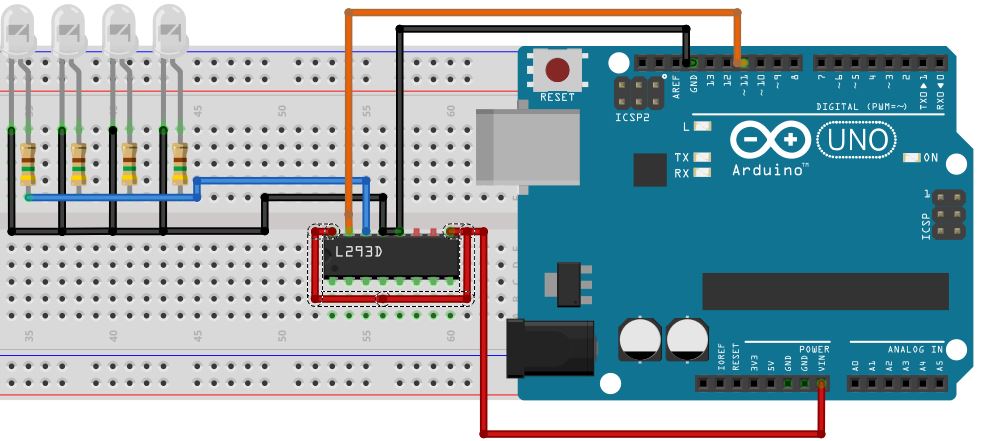 RESET
ICSP2
AREF
GND
13
12
~11
~10
~9
8
7
~6
~5
4
~3
2
TX0▶1
RX0◀0
DIGITAL (PWM=~)
L
TX
RX
UNO
Arduino™
ON
1
ICSP
L293D
45
50
55
60
35
40
45
50
55
60
POWER
ANALOG IN
IOREF
RESET
3V3
5V
GND
GND
VIN
A0
A1
A2
A3
A4
A5